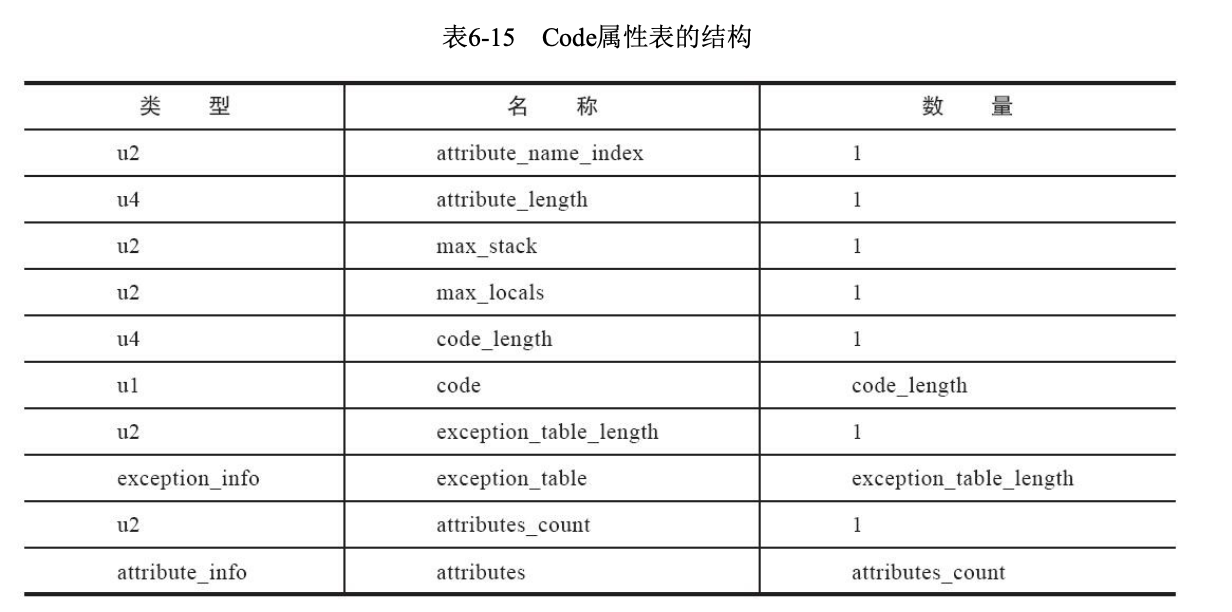 表6-15 Code属性表的结构
类 型 名 称 数 量
u2 attribute_name_index 1
u4 attribute_length 1
u2 max_stack 1
u2 max_locals 1
u4 code_length 1
u1 code code_length
u2 exception_table_length 1
exception_info exception_table exception_table_length
u2 attributes_count 1
attribute_info attributes attributes_count